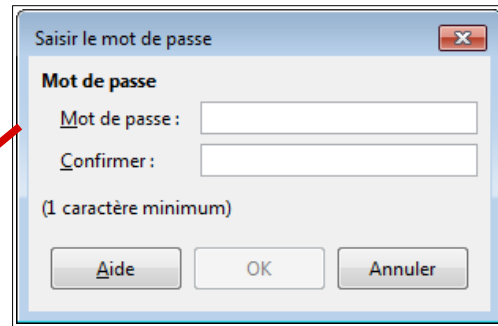 Saisir le mot de passe
Mot de passe
Mot de passe :
Confirmer :
(1 caractère minimum)
Aide OK Annuler